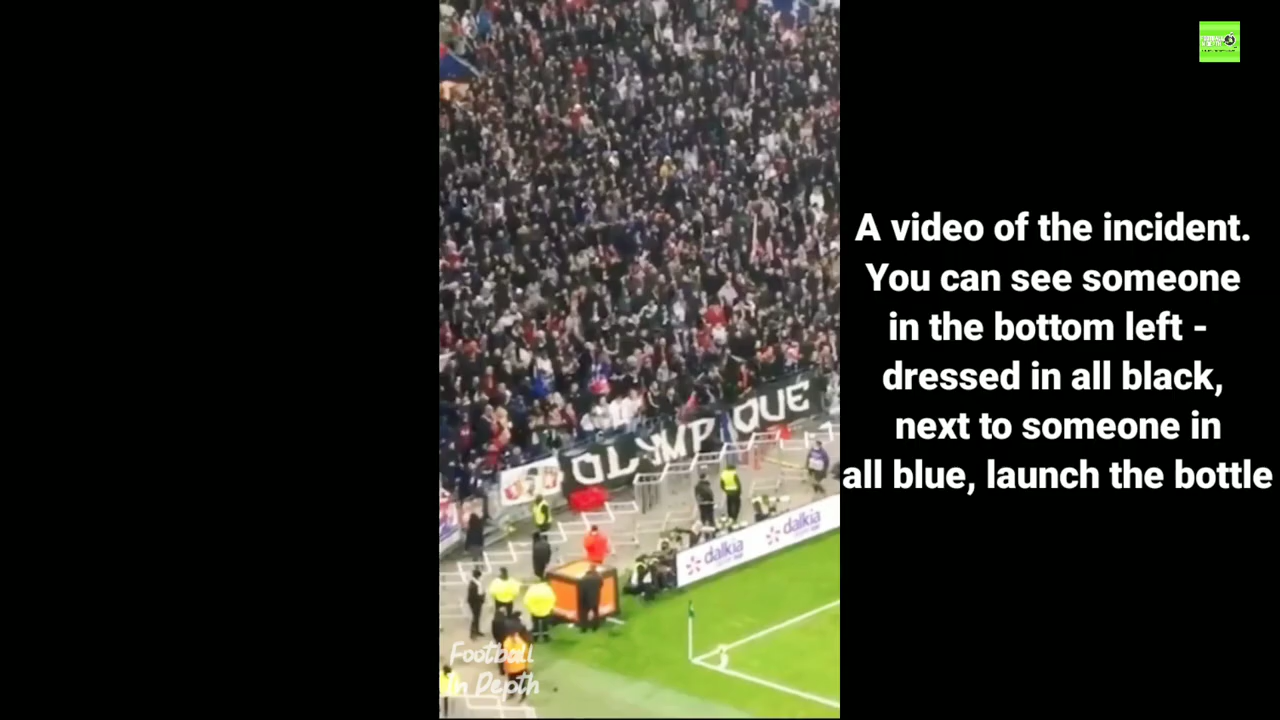 A video of the incident.
You can see someone
in the bottom left -
dressed in all black,
next to someone in
all blue, launch the bottle
OLYMPIQUE
dalkia
dalkia
Football
In Depth